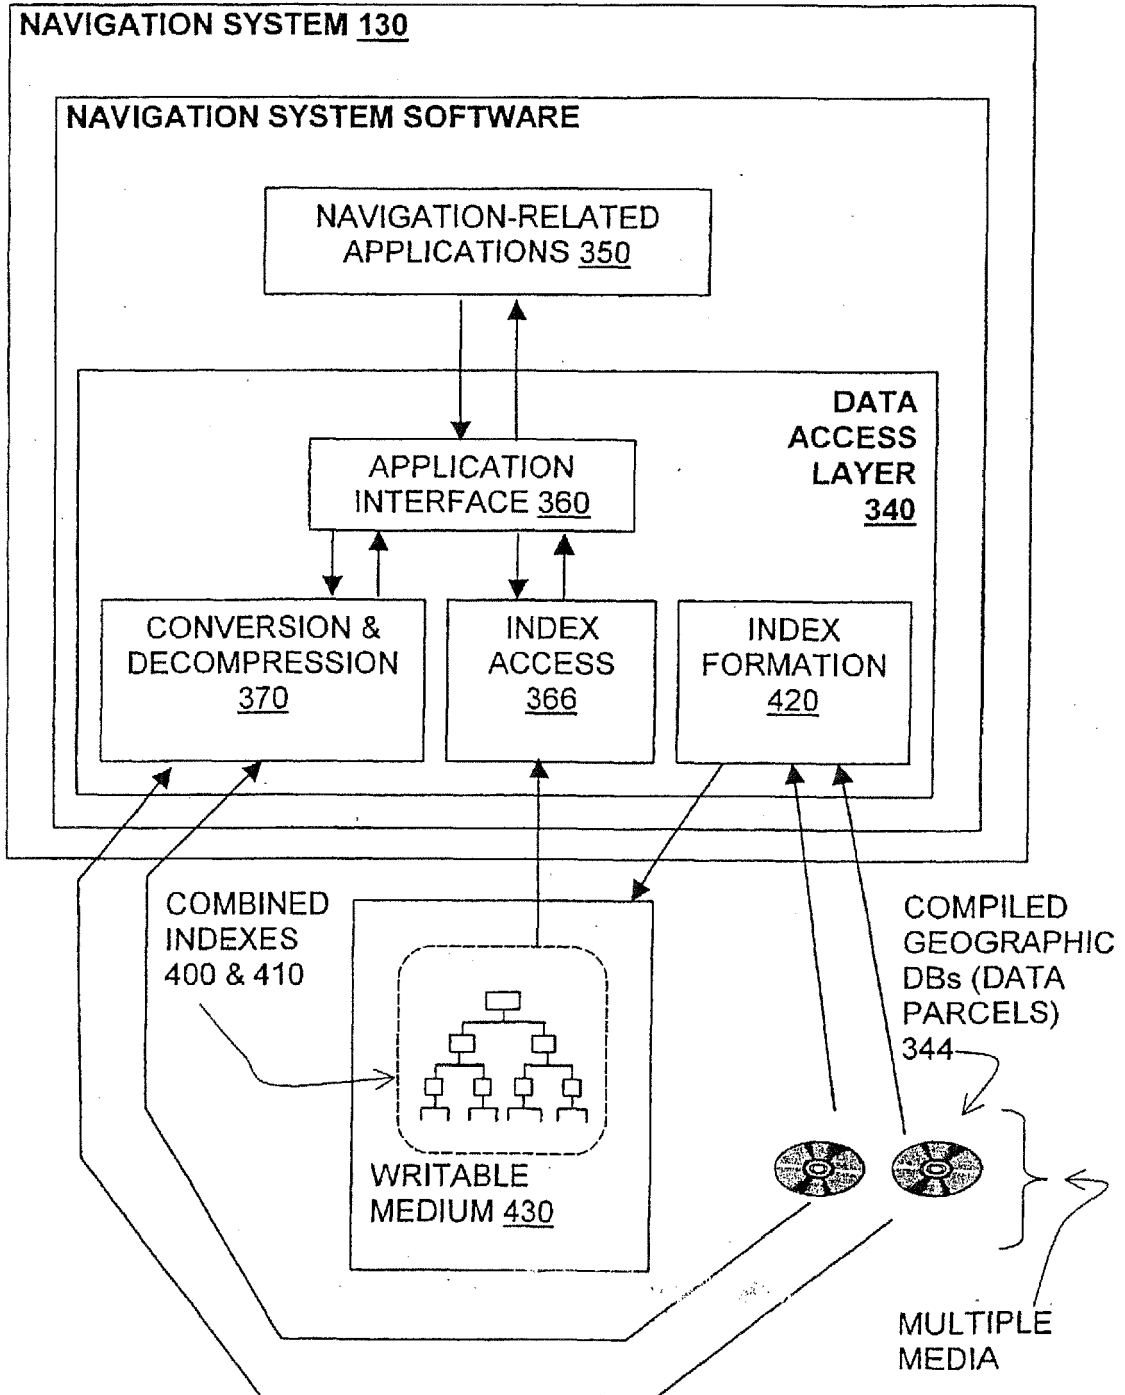 NAVIGATION SYSTEM 130
NAVIGATION SYSTEM SOFTWARE
NAVIGATION-RELATED
APPLICATIONS 350
DATA
ACCESS
LAYER
340
APPLICATION
INTERFACE 360
CONVERSION &
DECOMPRESSION
370
INDEX
ACCESS
366
INDEX
FORMATION
420
COMBINED
INDEXES
400 & 410
COMPILED
GEOGRAPHIC
DBs (DATA
PARCELS)
344
WRITABLE
MEDIUM 430
MULTIPLE
MEDIA